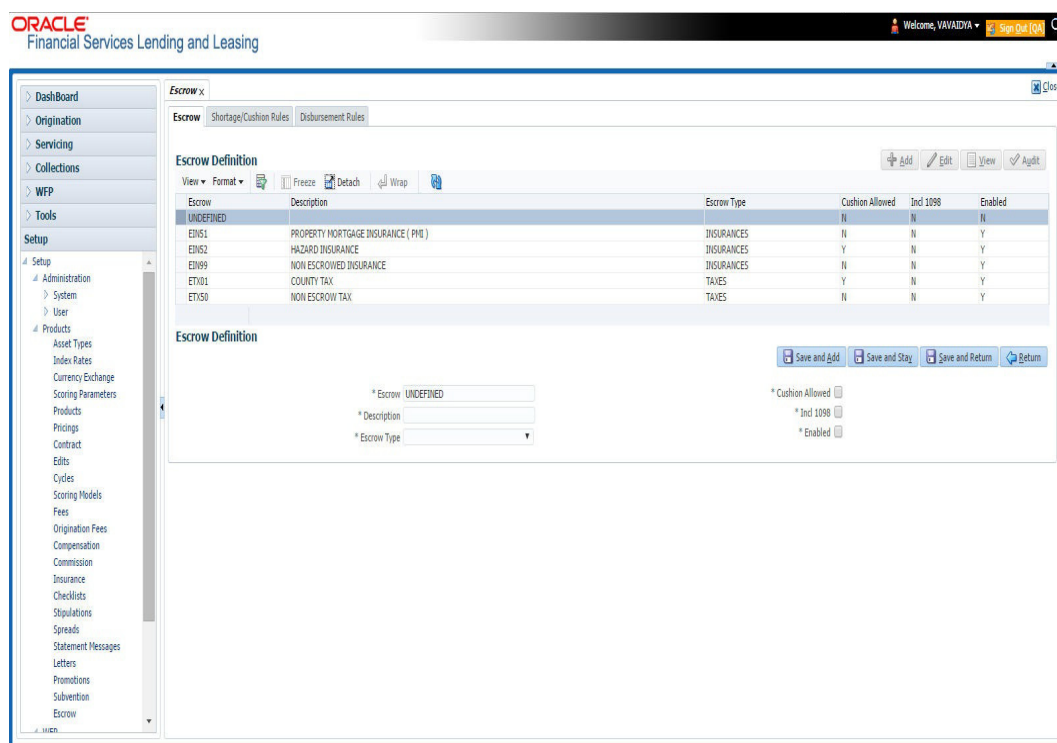 ORACLE
Financial Services Lending and Leasing
Welcome, VAVAIDYA
Sign Out [QA]
DashBoard
Origination
Servicing
Collections
WFP
Tools
Setup
Setup
Administration
System
User
Products
Asset Types
Index Rates
Currency Exchange
Scoring Parameters
Products
Pricings
Contract
Edits
Cycles
Scoring Models
Fees
Origination Fees
Compensation
Commission
Insurance
Checklists
Stipulations
Spreads
Statement Messages
Letters
Promotions
Subvention
Escrow
WFP
Escrow x
Clos
Escrow Shortage/Cushion Rules Disbursement Rules
Escrow Definition
Add Edit View Audit
View Format Freeze Detach Wrap
Escrow Description Escrow Type Cushion Allowed Incl 1098 Enabled
UNDEFINED N N N
EIN51 PROPERTY MORTGAGE INSURANCE ( PMI ) INSURANCES N N Y
EIN52 HAZARD INSURANCE INSURANCES Y N Y
EIN99 NON ESCROWED INSURANCE INSURANCES N N Y
ETX01 COUNTY TAX TAXES Y N Y
ETX50 NON ESCROW TAX TAXES N N Y
Escrow Definition
Save and Add Save and Stay Save and Return Return
* Escrow UNDEFINED
* Description
* Escrow Type
* Cushion Allowed
* Incl 1098
* Enabled